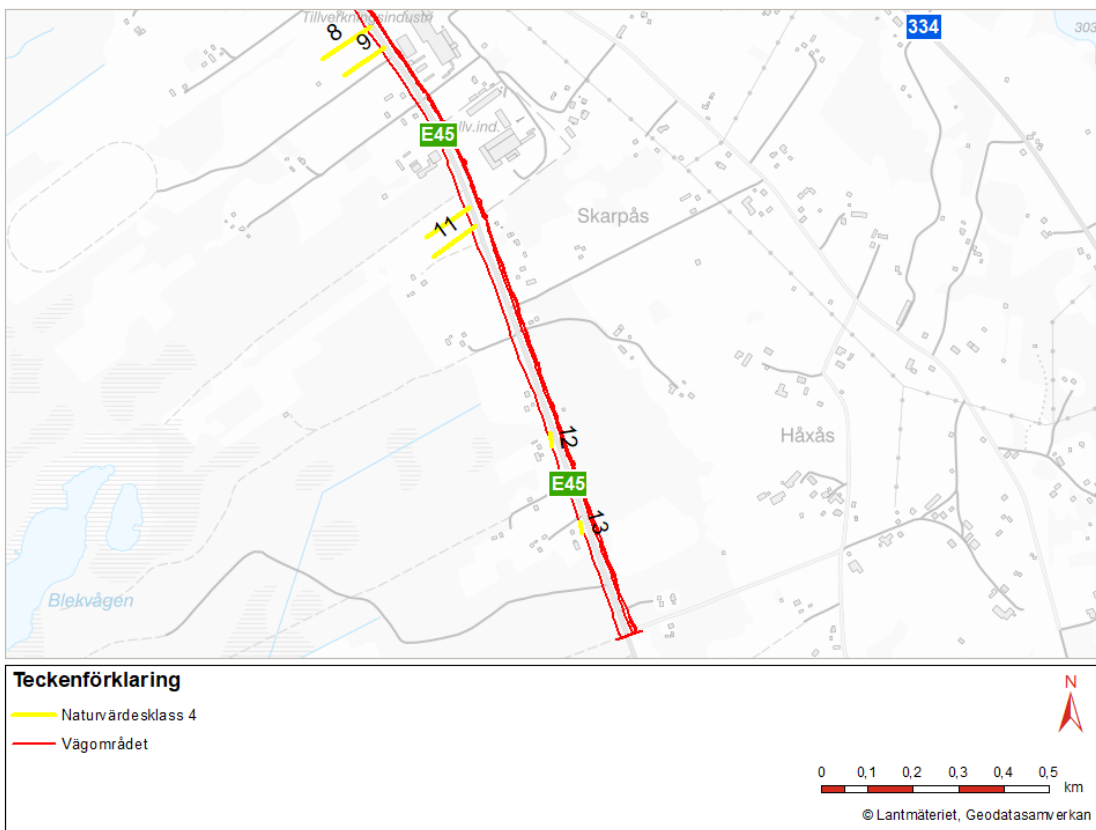 Tillverkningsindustri
8
9
334
303
E45
llv.ind.
Skarpås
11
12
Håxås
E45
13
Blekvågen
Teckenförklaring
Naturvärdesklass 4
Vägområdet
N
0 0,1 0,2 0,3 0,4 0,5
km
© Lantmäteriet, Geodatasamverkan